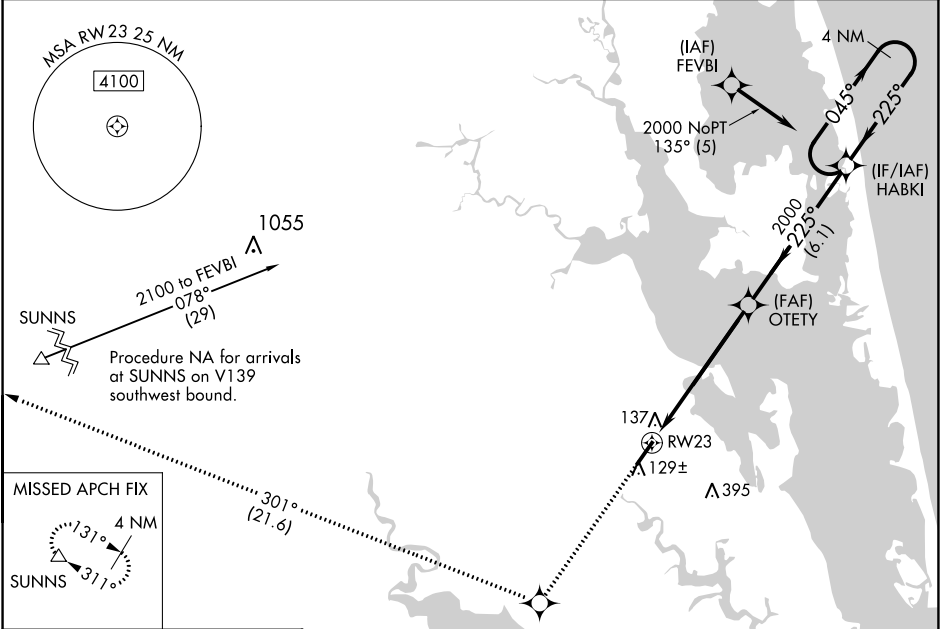 MSA RW23 25 NM
4100
(IAF)
FEVBI
4 NM
045°
225°
2000 NoPT
135° (5)
(IF/IAF)
HABKI
2000
225°
(6.1)
1055
2100 to FEVBI
078°
(29)
SUNNS
(FAF)
OTETY
Procedure NA for arrivals
at SUNNS on V139
southwest bound.
137
RW23
129±
395
MISSED APCH FIX
4 NM
131°
311°
SUNNS
301°
(21.6)